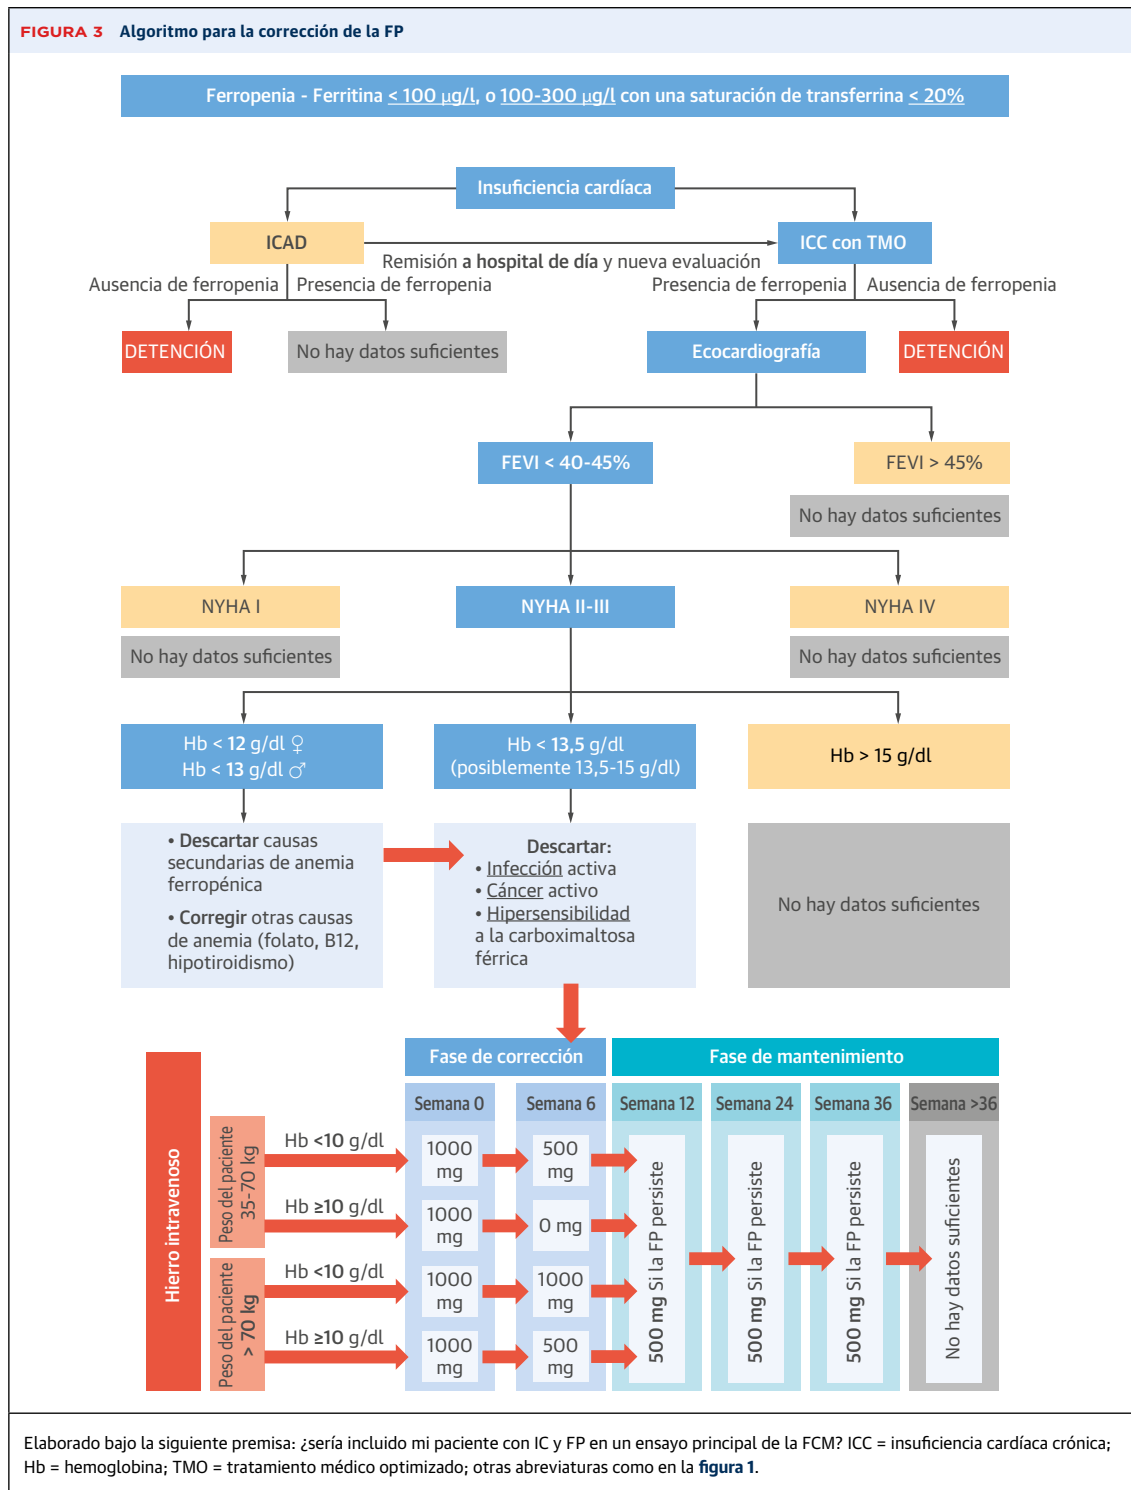 FIGURA 3 Algoritmo para la corrección de la FP
Ferropenia - Ferritina < 100 μg/l, o 100-300 μg/l con una saturación de transferrina < 20%
Insuficiencia cardíaca
ICAD
ICC con TMO
Remisión a hospital de día y nueva evaluación
Ausencia de ferropenia
Presencia de ferropenia
Presencia de ferropenia
Ausencia de ferropenia
DETENCIÓN
No hay datos suficientes
Ecocardiografía
DETENCIÓN
FEVI < 40-45%
FEVI > 45%
No hay datos suficientes
NYHA I
NYHA II-III
NYHA IV
No hay datos suficientes
No hay datos suficientes
Hb < 12 g/dl ♀
Hb < 13 g/dl ♂
Hb < 13,5 g/dl
(posiblemente 13,5-15 g/dl)
Hb > 15 g/dl
• Descartar causas
secundarias de anemia
ferropénica
• Corregir otras causas
de anemia (folato, B12,
hipotiroidismo)
Descartar:
• Infección activa
• Cáncer activo
• Hipersensibilidad
a la carboximaltosa
férrica
No hay datos suficientes
Fase de corrección
Fase de mantenimiento
Semana 0
Semana 6
Semana 12
Semana 24
Semana 36
Semana >36
Hierro intravenoso
Peso del paciente
35-70 kg
Hb <10 g/dl
1000
mg
500
mg
Hb ≥10 g/dl
1000
mg
0 mg
Peso del paciente
> 70 kg
Hb <10 g/dl
1000
mg
1000
mg
Hb ≥10 g/dl
1000
mg
500
mg
500 mg Si la FP persiste
500 mg Si la FP persiste
500 mg Si la FP persiste
No hay datos suficientes
Elaborado bajo la siguiente premisa: ¿sería incluido mi paciente con IC y FP en un ensayo principal de la FCM? ICC = insuficiencia cardíaca crónica;
Hb = hemoglobina; TMO = tratamiento médico optimizado; otras abreviaturas como en la figura 1.